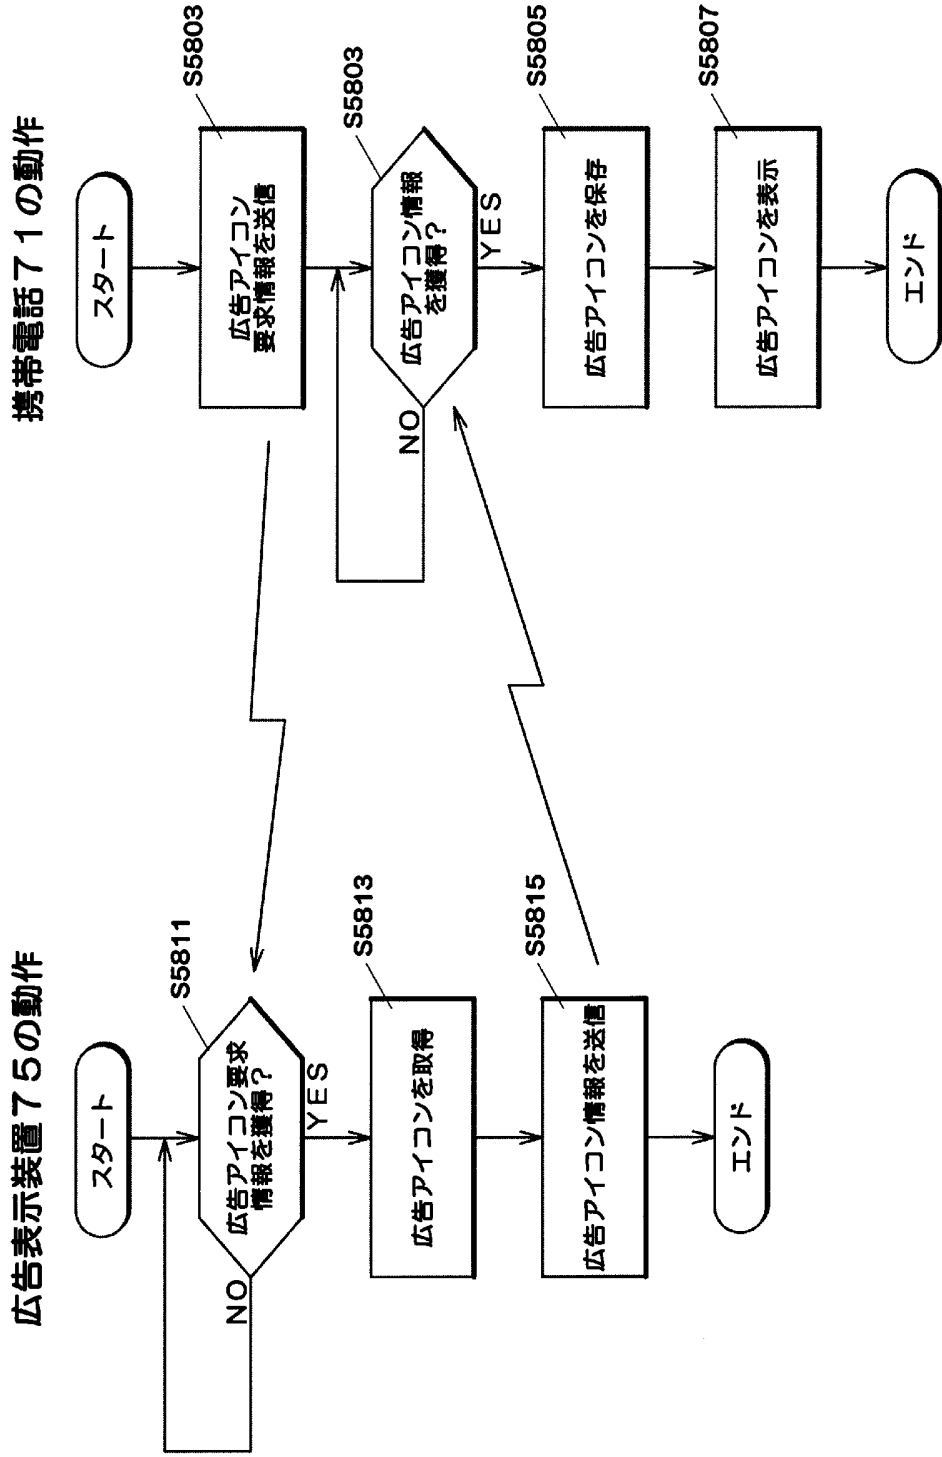 広告表示装置７５の動作
スタート
S5811
広告アイコン要求
情報を獲得？
NO
YES
S5813
広告アイコンを取得
S5815
広告アイコン情報を送信
エンド
携帯電話７１の動作
スタート
S5803
広告アイコン
要求情報を送信
S5803
広告アイコン情報
を獲得？
NO
YES
S5805
広告アイコンを保存
S5807
広告アイコンを表示
エンド